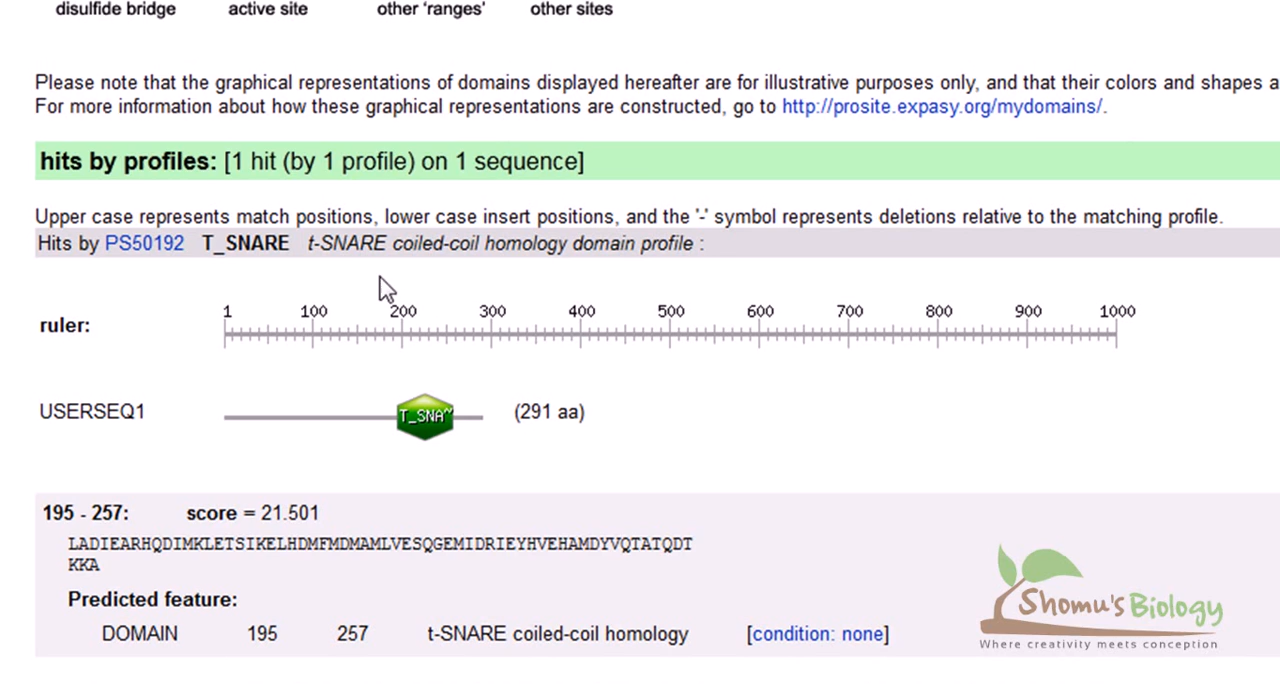 disulfide bridge active site other 'ranges' other sites
Please note that the graphical representations of domains displayed hereafter are for illustrative purposes only, and that their colors and shapes a
For more information about how these graphical representations are constructed, go to http://prosite.expasy.org/mydomains/.
hits by profiles: [1 hit (by 1 profile) on 1 sequence]
Upper case represents match positions, lower case insert positions, and the '-' symbol represents deletions relative to the matching profile.
Hits by PS50192 T_SNARE t-SNARE coiled-coil homology domain profile :
1 100 200 300 400 500 600 700 800 900 1000
ruler:
USERSEQ1 T_SNA~ (291 aa)
195 - 257: score = 21.501
LADIEARHQDIMKLETSIKELHDMFMDMAMLVESQGEMIDRIEYHVEHAMDYVQTATQDT
KKA
Predicted feature:
DOMAIN 195 257 t-SNARE coiled-coil homology [condition: none]
Shomu's Biology
Where creativity meets conception